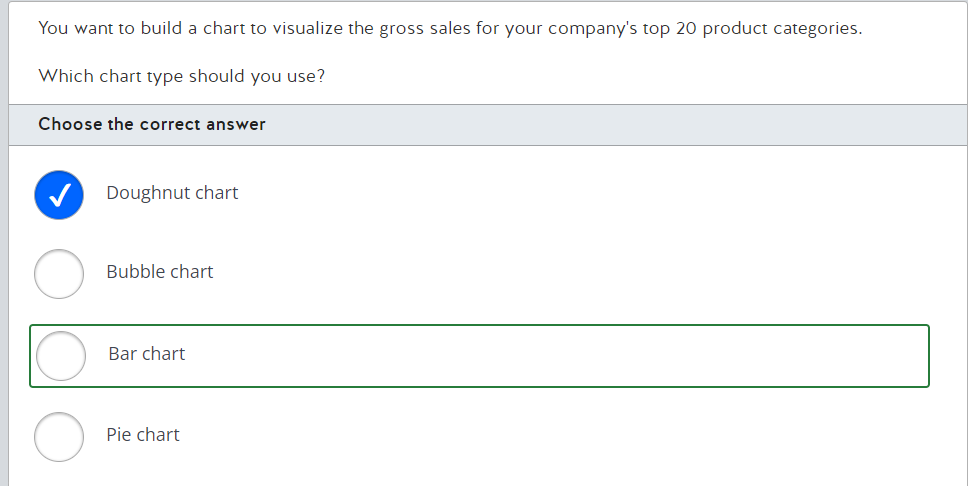 You want to build a chart to visualize the gross sales for your company's top 20 product categories.
Which chart type should you use?
Choose the correct answer
Doughnut chart
Bubble chart
Bar chart
Pie chart